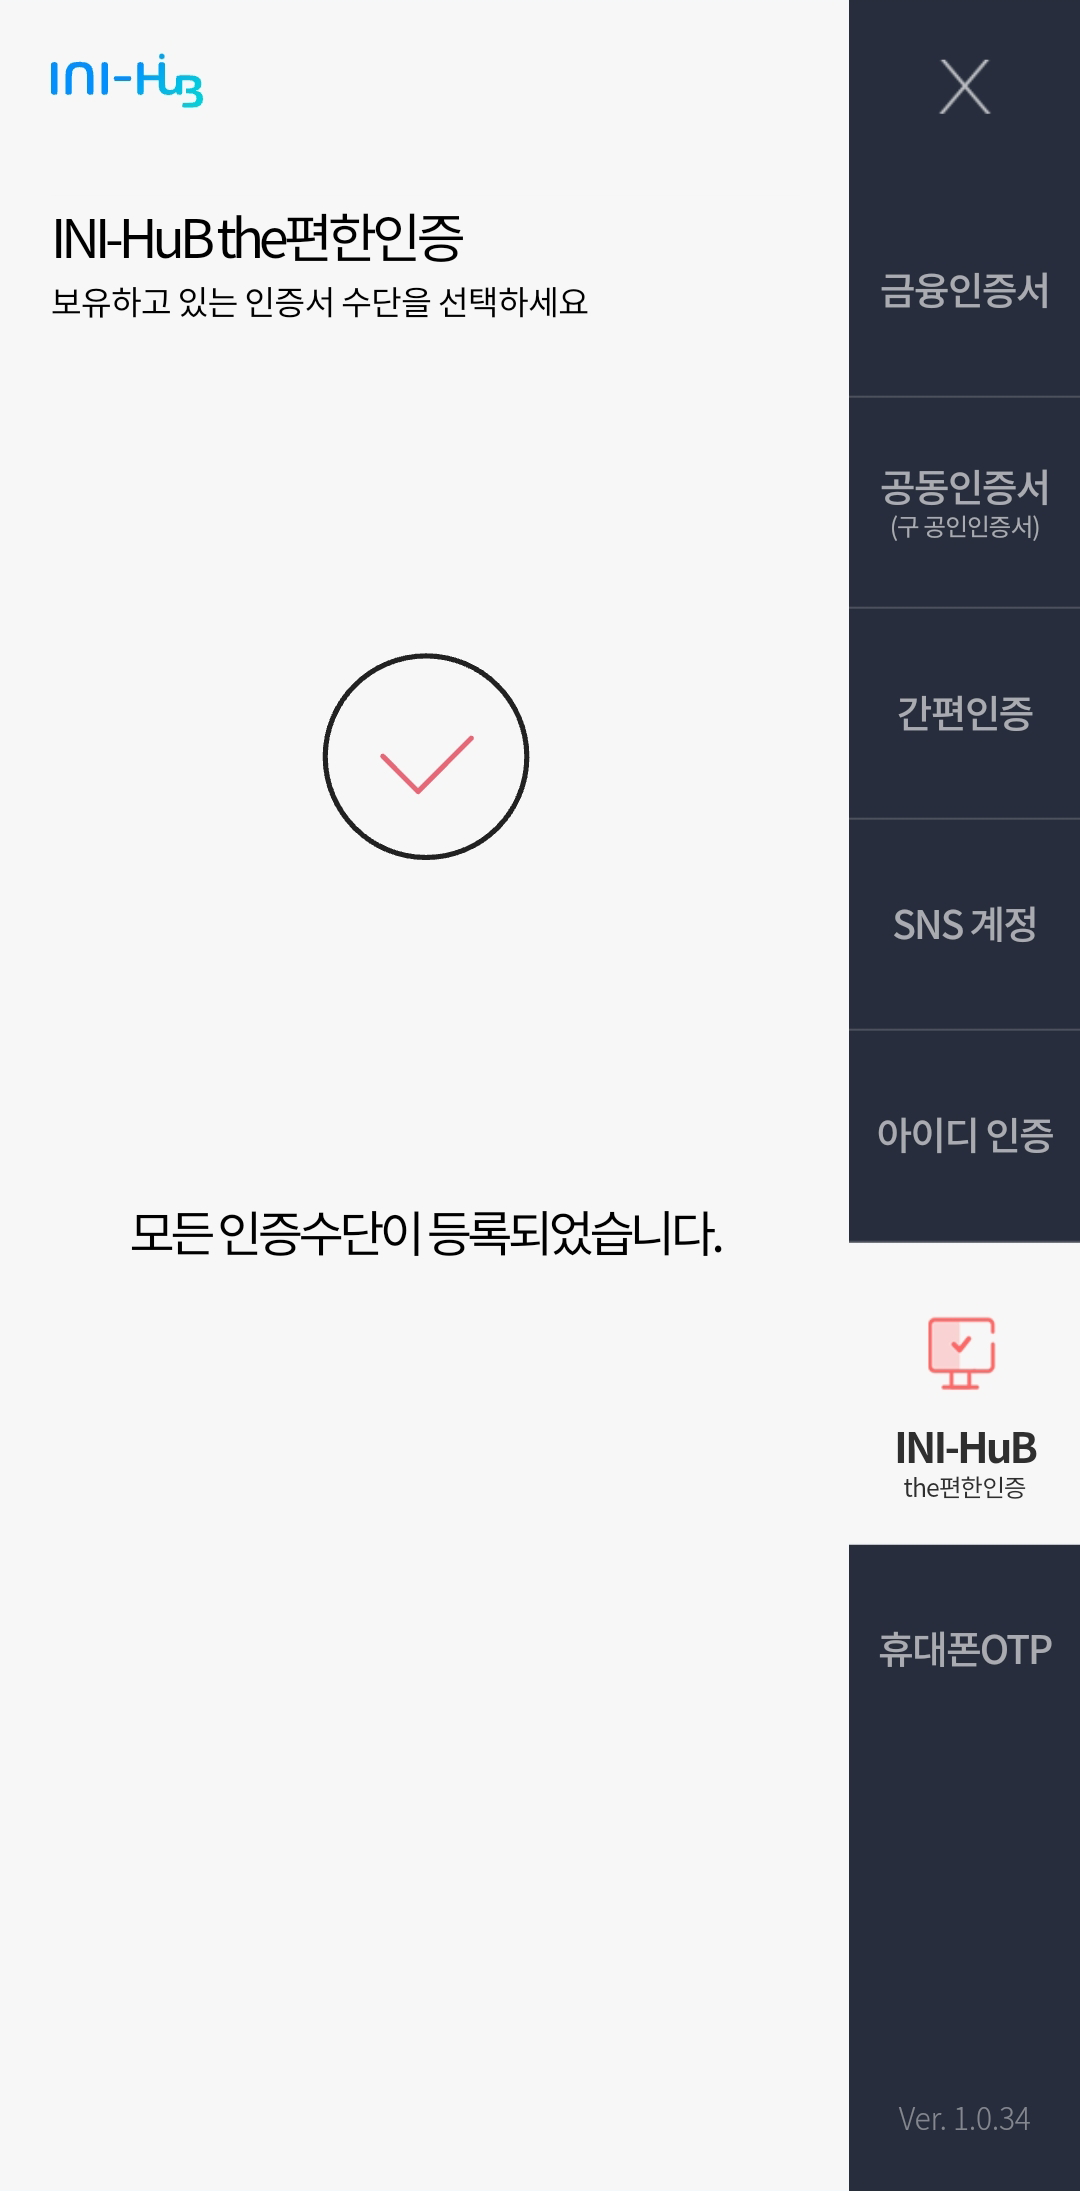 INI-HuB
INI-HuB the편한인증
보유하고 있는 인증서 수단을 선택하세요
모든 인증수단이 등록되었습니다.
금융인증서
공동인증서
(구 공인인증서)
간편인증
SNS 계정
아이디 인증
INI-HuB
the편한인증
휴대폰OTP
Ver. 1.0.34